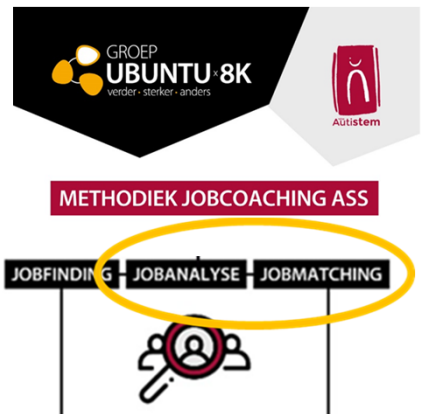 GROEP
UBUNTU x 8K
verder · sterker · anders
Autistem
METHODIEK JOBCOACHING ASS
JOBFINDING JOBANALYSE JOBMATCHING